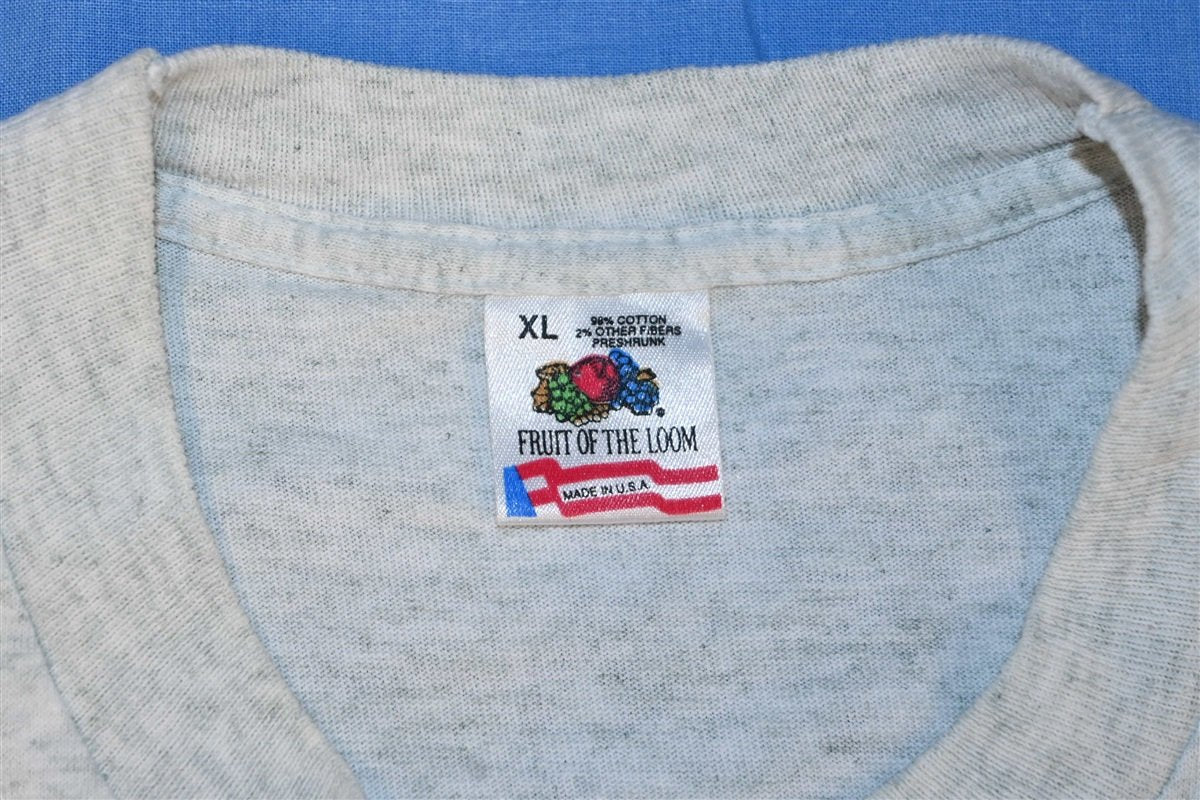 XL
98% COTTON
2% OTHER FIBERS
PRESHRUNK
®
FRUIT OF THE LOOM
MADE IN U.S.A.